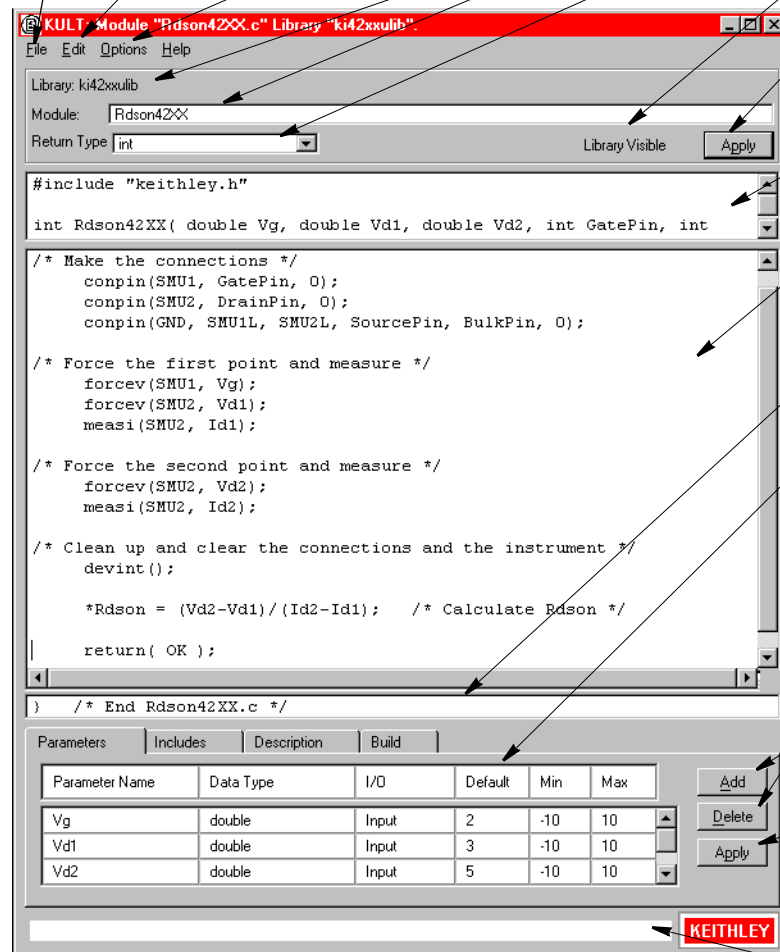 KULT: Module "Rdson42XX.c" Library "ki42xxulib".
File Edit Options Help
Library: ki42xxulib
Module: Rdson42XX
Return Type int Library Visible Apply
#include "keithley.h"
int Rdson42XX( double Vg, double Vd1, double Vd2, int GatePin, int
/* Make the connections */
conpin(SMU1, GatePin, 0);
conpin(SMU2, DrainPin, 0);
conpin(GND, SMU1L, SMU2L, SourcePin, BulkPin, 0);
/* Force the first point and measure */
forcev(SMU1, Vg);
forcev(SMU2, Vd1);
measi(SMU2, Id1);
/* Force the second point and measure */
forcev(SMU2, Vd2);
measi(SMU2, Id2);
/* Clean up and clear the connections and the instrument */
devint();
*Rdson = (Vd2-Vd1)/(Id2-Id1); /* Calculate Rdson */
return( OK );
} /* End Rdson42XX.c */
Parameters Includes Description Build
Parameter Name Data Type I/O Default Min Max Add
Vg double Input 2 -10 10 Delete
Vd1 double Input 3 -10 10 Apply
Vd2 double Input 5 -10 10
KEITHLEY